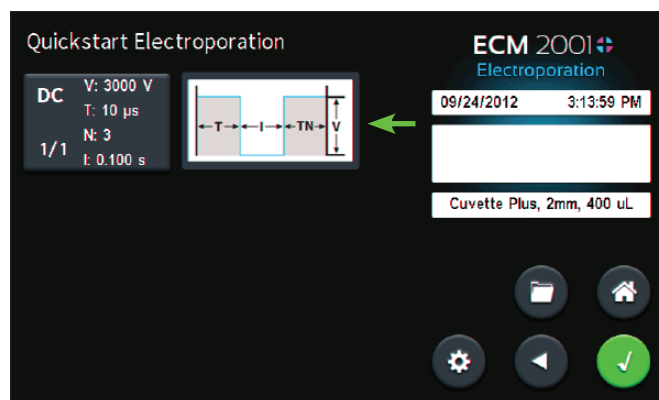 Quickstart Electroporation
DC
1/1
V: 3000 V
T: 10 µs
N: 3
I: 0.100 s
T
I
TN
V
ECM 2001
Electroporation
09/24/2012 3:13:59 PM
Cuvette Plus, 2mm, 400 uL